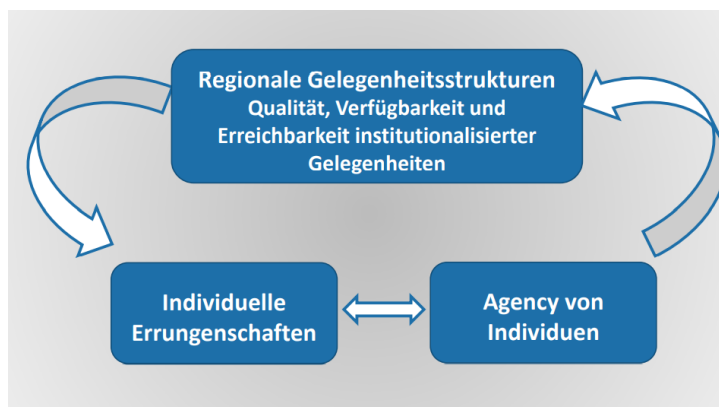 Regionale Gelegenheitsstrukturen
Qualität, Verfügbarkeit und
Erreichbarkeit institutionalisierter
Gelegenheiten
Individuelle
Errungenschaften
Agency von
Individuen